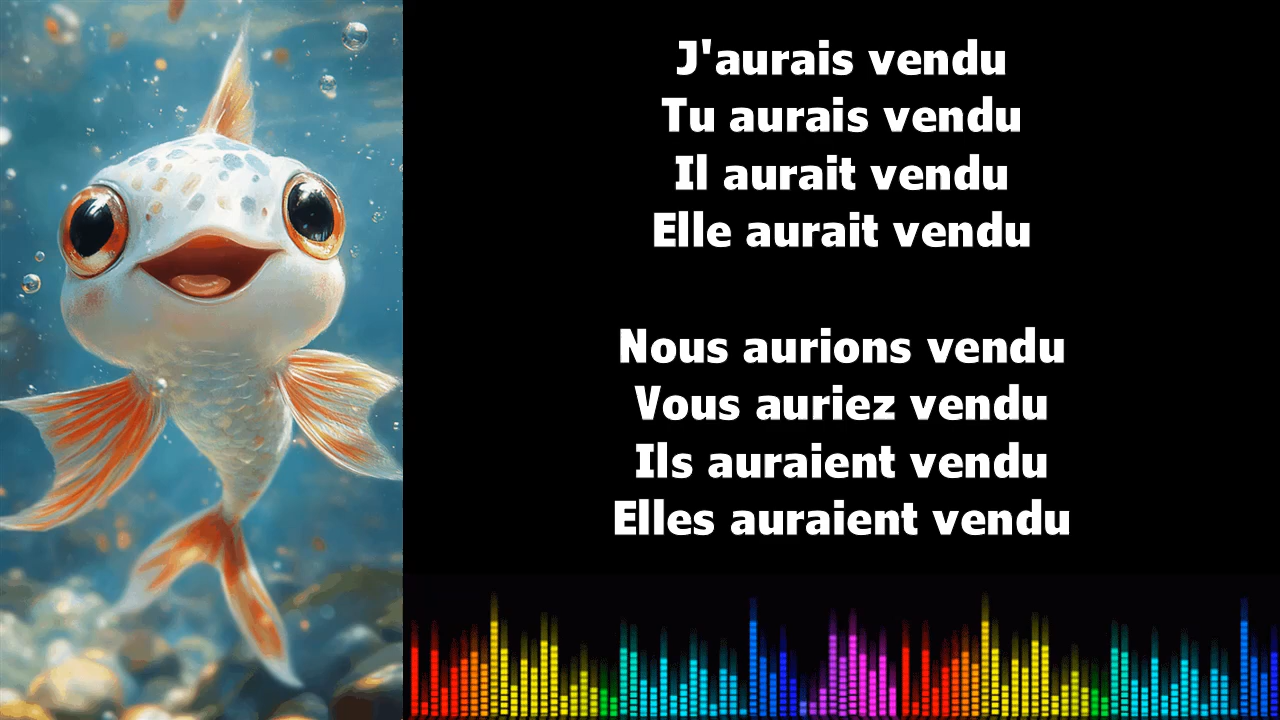 J'aurais vendu
Tu aurais vendu
Il aurait vendu
Elle aurait vendu
Nous aurions vendu
Vous auriez vendu
Ils auraient vendu
Elles auraient vendu